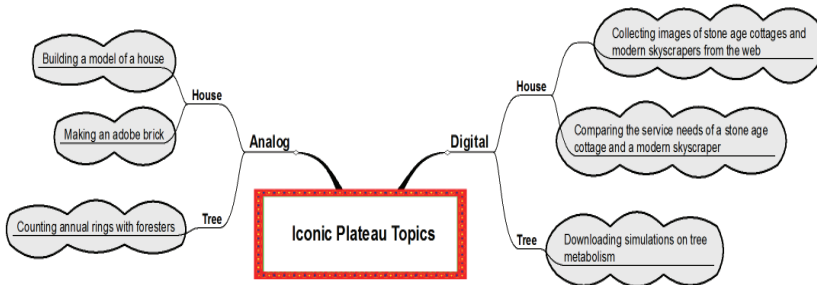 Building a model of a house
House
Making an adobe brick
Analog
Counting annual rings with foresters
Tree
Iconic Plateau Topics
Digital
House
Collecting images of stone age cottages and
modern skyscrapers from the web
Comparing the service needs of a stone age
cottage and a modern skyscraper
Tree
Downloading simulations on tree
metabolism